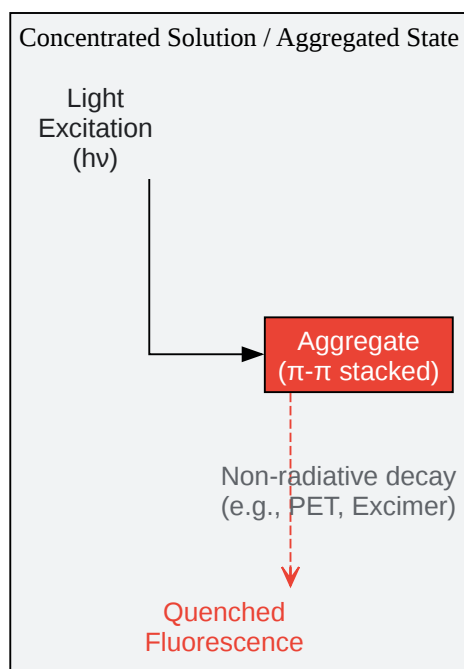 Concentrated Solution / Aggregated State
Light
Excitation
(hν)
Aggregate
(π-π stacked)
Non-radiative decay
(e.g., PET, Excimer)
Quenched
Fluorescence